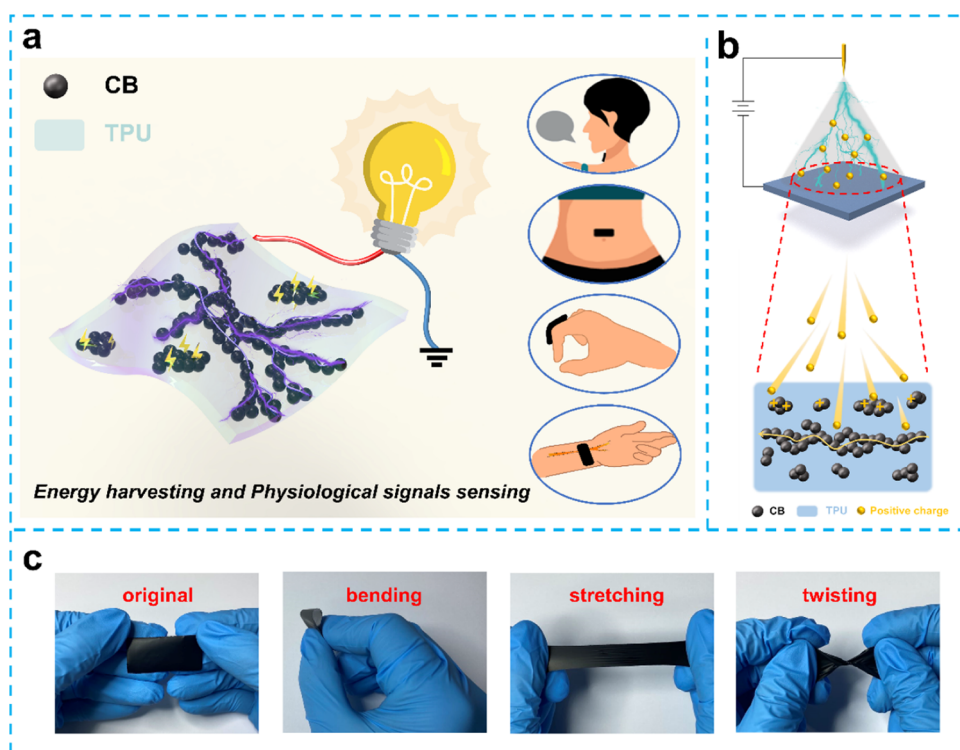 a
CB
TPU
Energy harvesting and Physiological signals sensing
b
CB TPU Positive charge
c
original bending stretching twisting